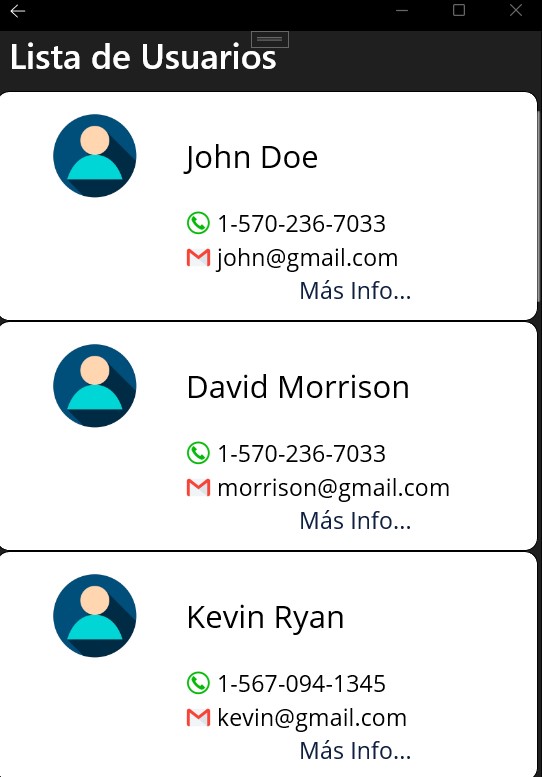 Lista de Usuarios
John Doe
1-570-236-7033
john@gmail.com
Más Info...
David Morrison
1-570-236-7033
morrison@gmail.com
Más Info...
Kevin Ryan
1-567-094-1345
kevin@gmail.com
Más Info...